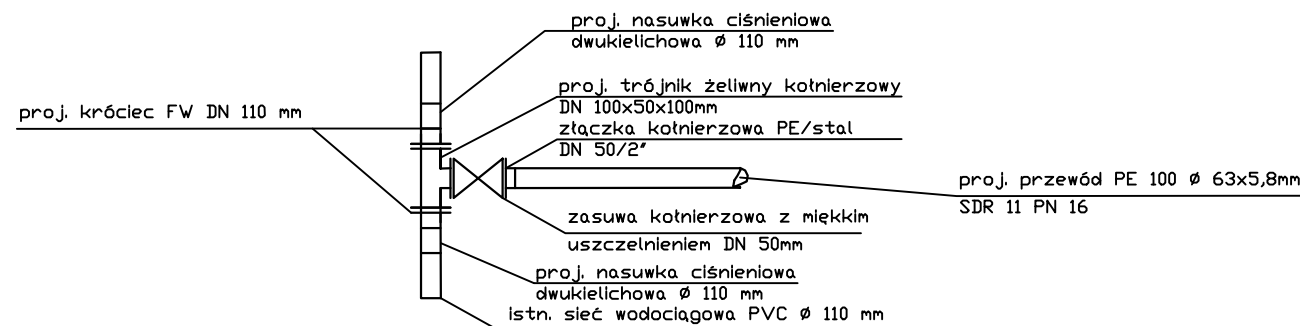 proj. nasuwka ciśnieniowa
dwukielichowa ø 110 mm
proj. trójnik żeliwny kołnierzowy
DN 100x50x100mm
proj. króciec FW DN 110 mm
złączka kołnierzowa PE/stal
DN 50/2"
proj. przewód PE 100 ø 63x5,8mm
SDR 11 PN 16
zasuwa kołnierzowa z miękkim
uszczelnieniem DN 50mm
proj. nasuwka ciśnieniowa
dwukielichowa ø 110 mm
istn. sieć wodociągowa PVC ø 110 mm